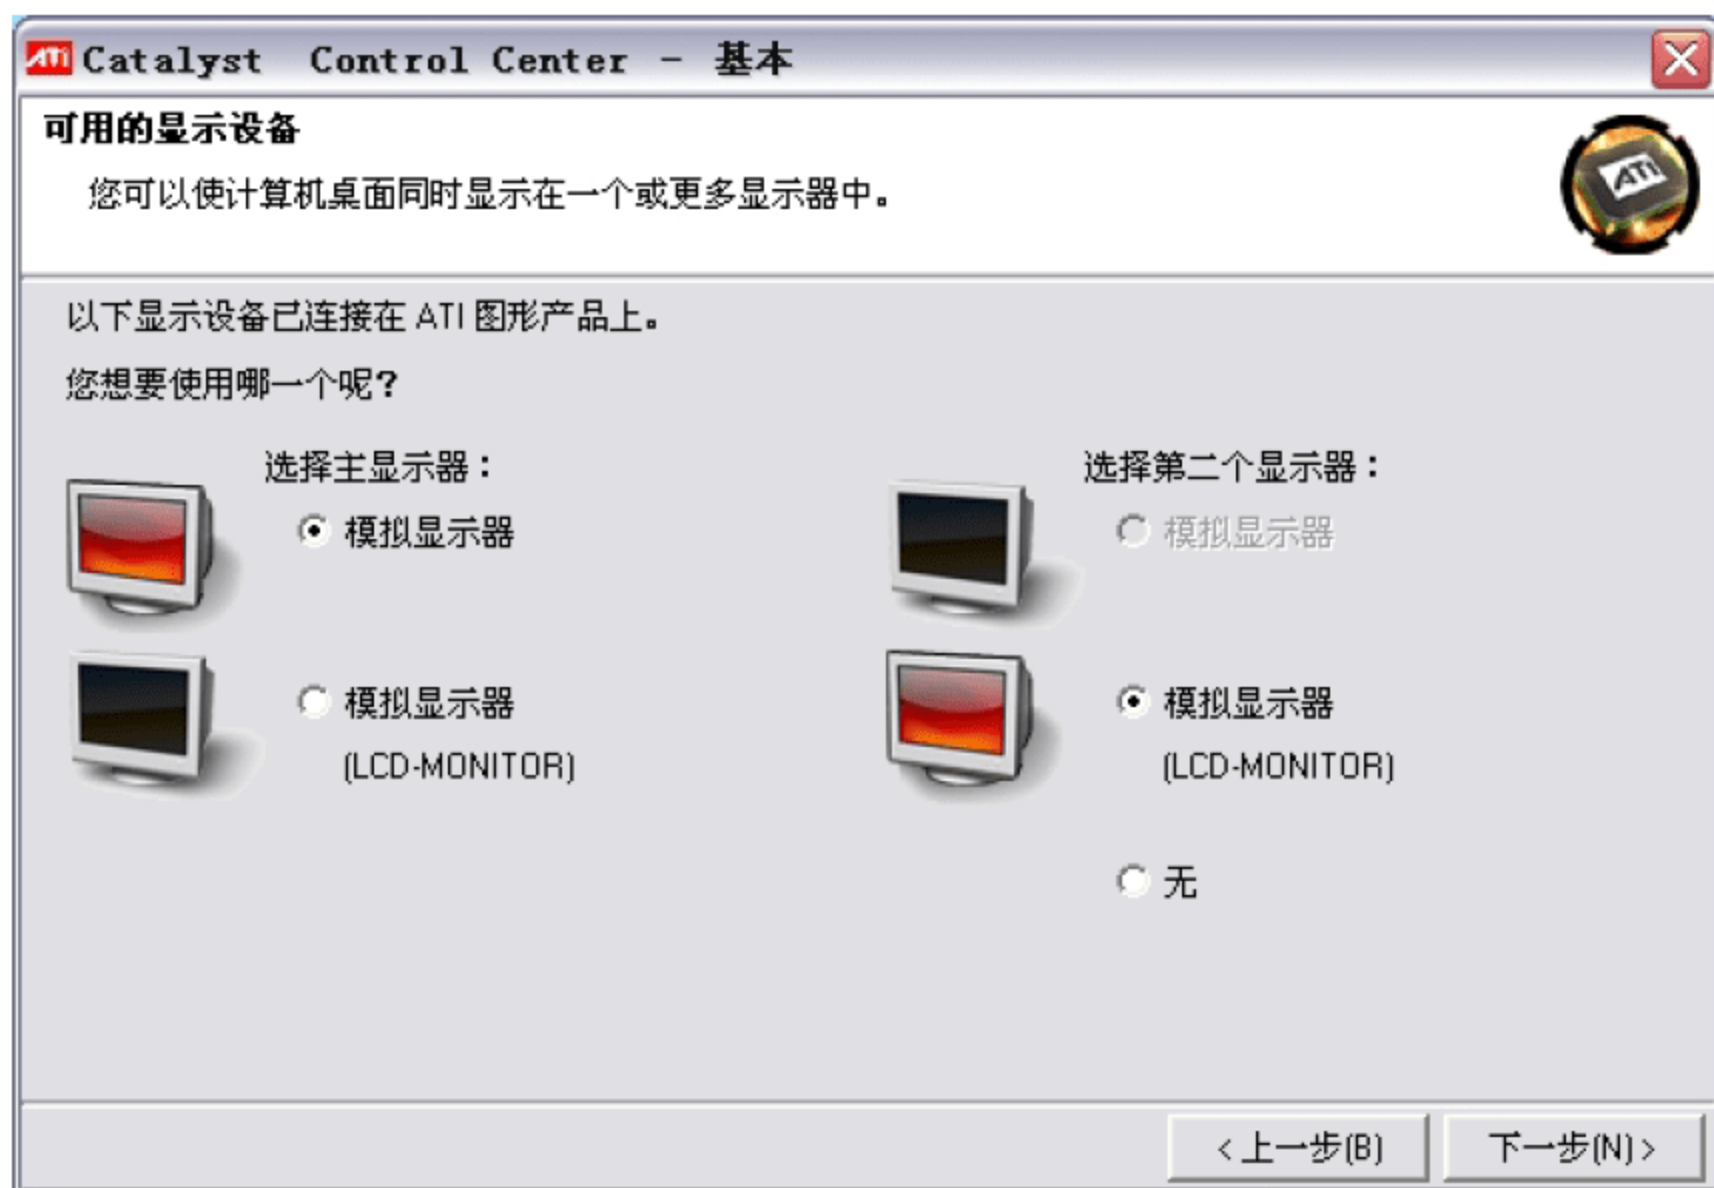 ATI Catalyst Control Center - 基本
可用的显示设备
您可以使计算机桌面同时显示在一个或更多显示器中。
ATI
以下显示设备已连接在 ATI 图形产品上。
您想要使用哪一个呢？
选择主显示器：
模拟显示器
模拟显示器
(LCD-MONITOR)
选择第二个显示器：
模拟显示器
模拟显示器
(LCD-MONITOR)
无
<上一步(B)
下一步(N)>